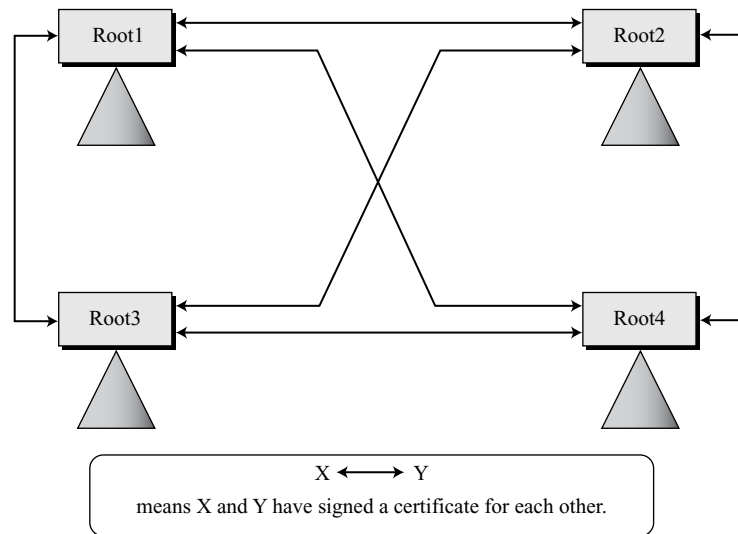 Root1
Root2
Root3
Root4
X Y
means X and Y have signed a certificate for each other.